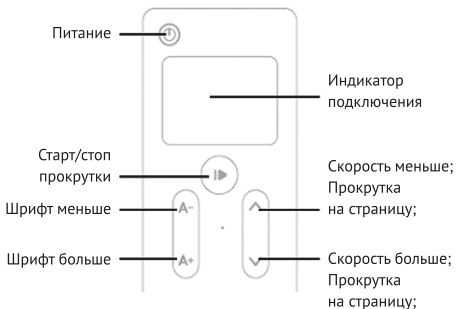 Питание
Индикатор
подключения
Старт/стоп
прокрутки
Скорость меньше;
Прокрутка
на страницу;
Шрифт меньше
A-
Шрифт больше
A+
Скорость больше;
Прокрутка
на страницу;